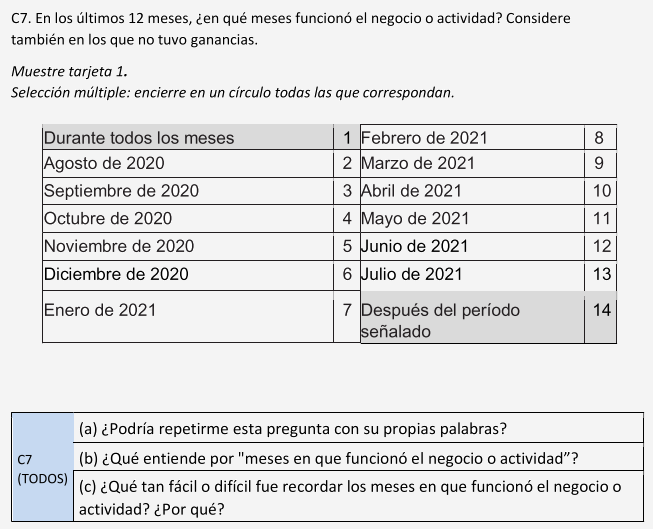 C7. En los últimos 12 meses, ¿en qué meses funcionó el negocio o actividad? Considere
también en los que no tuvo ganancias.
Muestre tarjeta 1.
Selección múltiple: encierre en un círculo todas las que correspondan.
Durante todos los meses 1 Febrero de 2021 8
Agosto de 2020 2 Marzo de 2021 9
Septiembre de 2020 3 Abril de 2021 10
Octubre de 2020 4 Mayo de 2021 11
Noviembre de 2020 5 Junio de 2021 12
Diciembre de 2020 6 Julio de 2021 13
Enero de 2021 7 Después del período 14
señalado
C7
(TODOS)
(a) ¿Podría repetirme esta pregunta con su propias palabras?
(b) ¿Qué entiende por "meses en que funcionó el negocio o actividad”?
(c) ¿Qué tan fácil o difícil fue recordar los meses en que funcionó el negocio o
actividad? ¿Por qué?